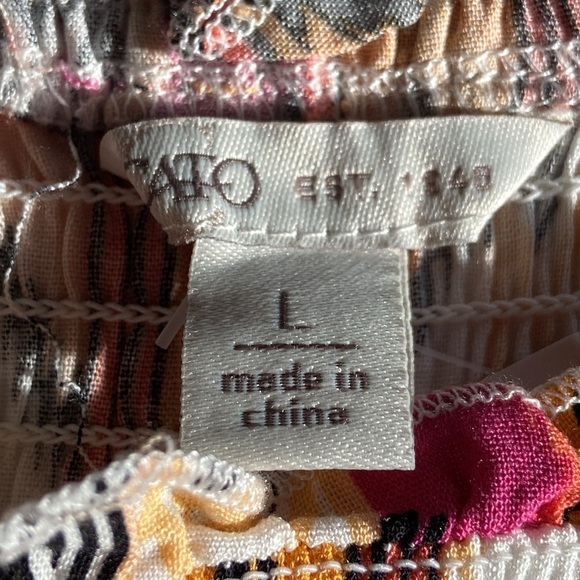 CATO EST. 1946
L
made in
china